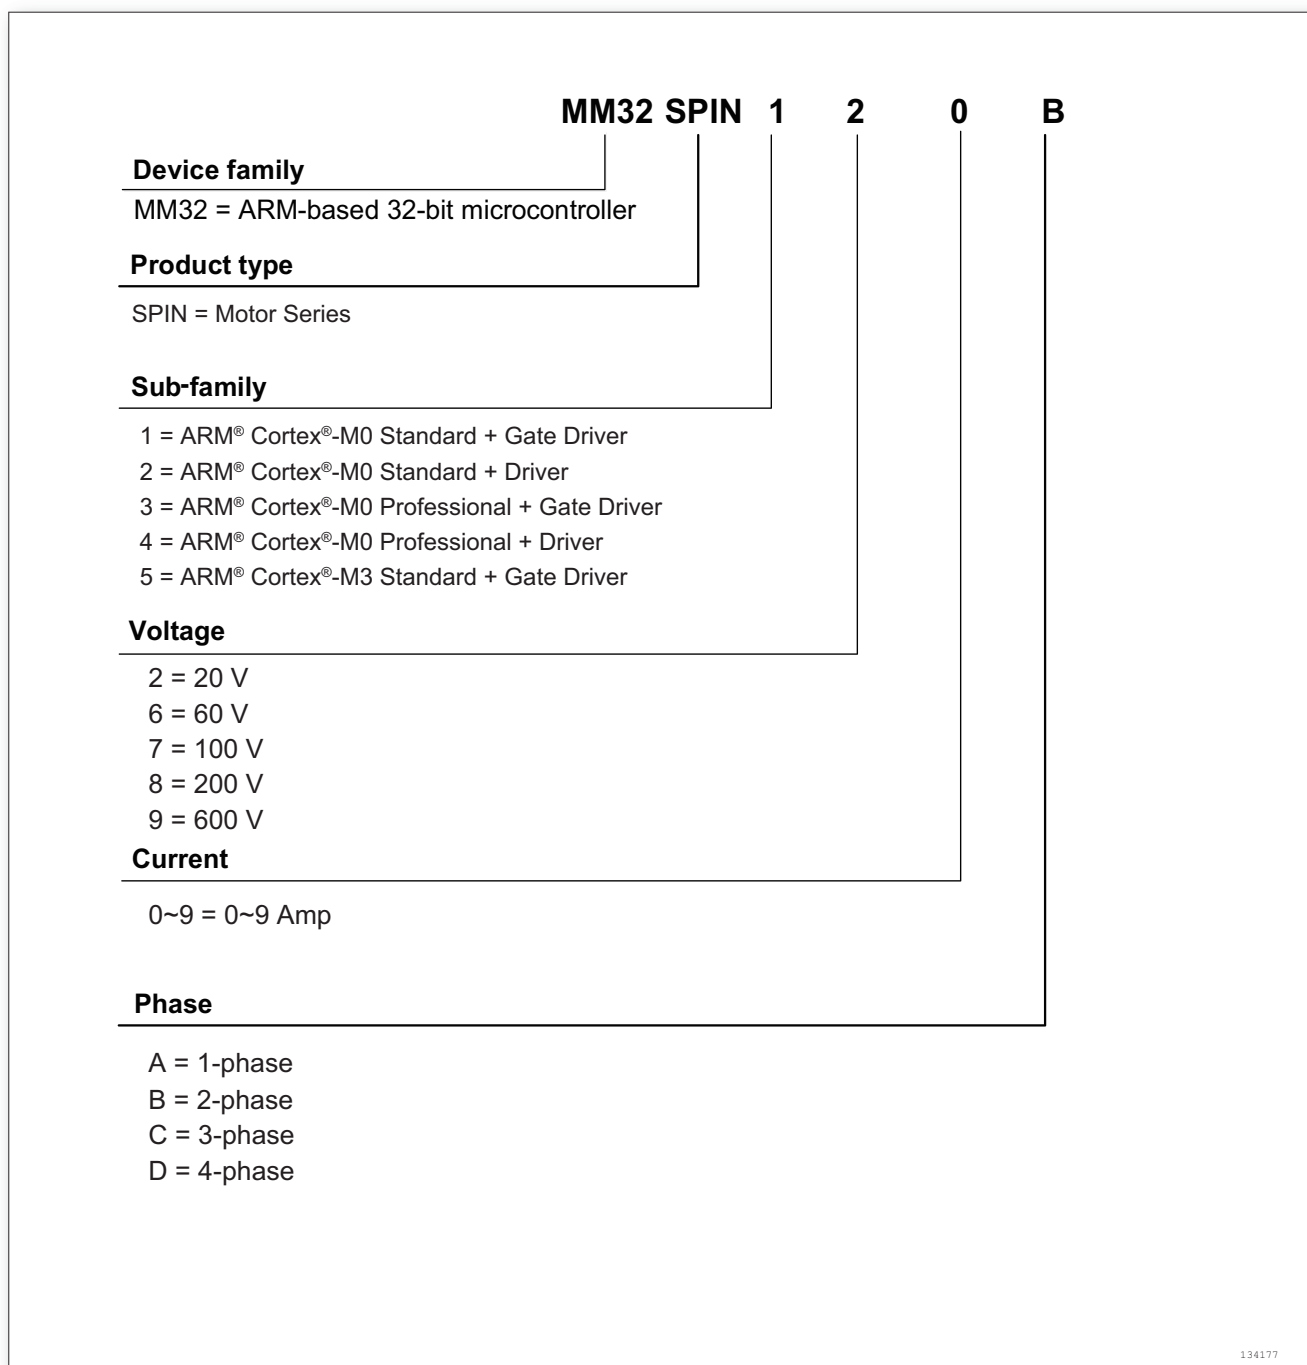 MM32 SPIN 1 2 0 B
Device family
MM32 = ARM-based 32-bit microcontroller
Product type
SPIN = Motor Series
Sub-family
1 = ARM® Cortex®-M0 Standard + Gate Driver
2 = ARM® Cortex®-M0 Standard + Driver
3 = ARM® Cortex®-M0 Professional + Gate Driver
4 = ARM® Cortex®-M0 Professional + Driver
5 = ARM® Cortex®-M3 Standard + Gate Driver
Voltage
2 = 20 V
6 = 60 V
7 = 100 V
8 = 200 V
9 = 600 V
Current
0~9 = 0~9 Amp
Phase
A = 1-phase
B = 2-phase
C = 3-phase
D = 4-phase
134177